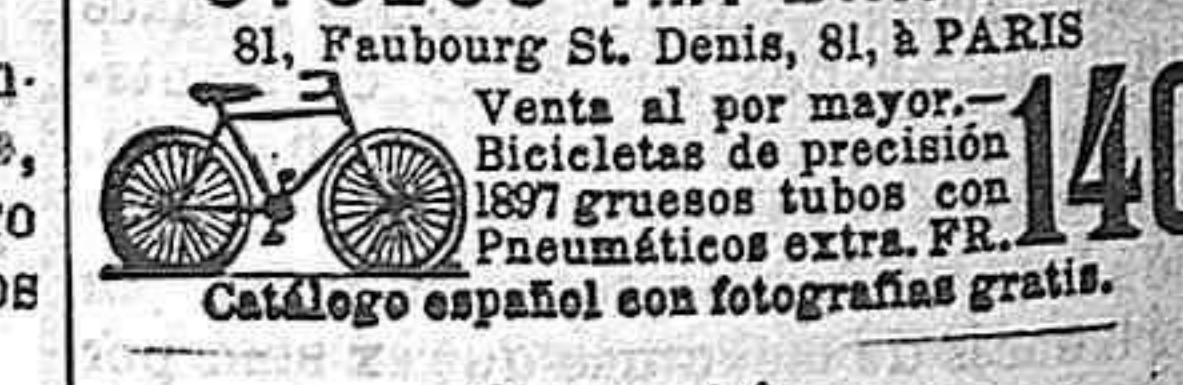 81, Faubourg St. Denis, 81, à PARIS
Venta al por mayor.—
Bicicletas de precisión
1897 gruesos tubos con
Pneumáticos extra. FR.
140
Catálogo español con fotografías gratis.